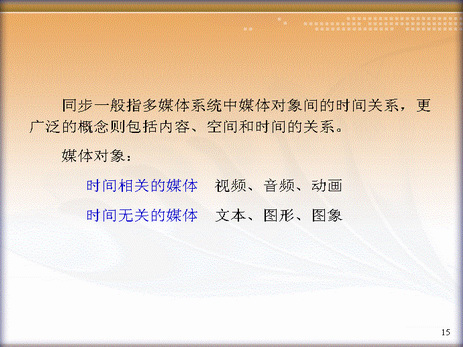 同步一般指多媒体系统中媒体对象间的时间关系，更
广泛的概念则包括内容、空间和时间的关系。
媒体对象：
时间相关的媒体 视频、音频、动画
时间无关的媒体 文本、图形、图象
15